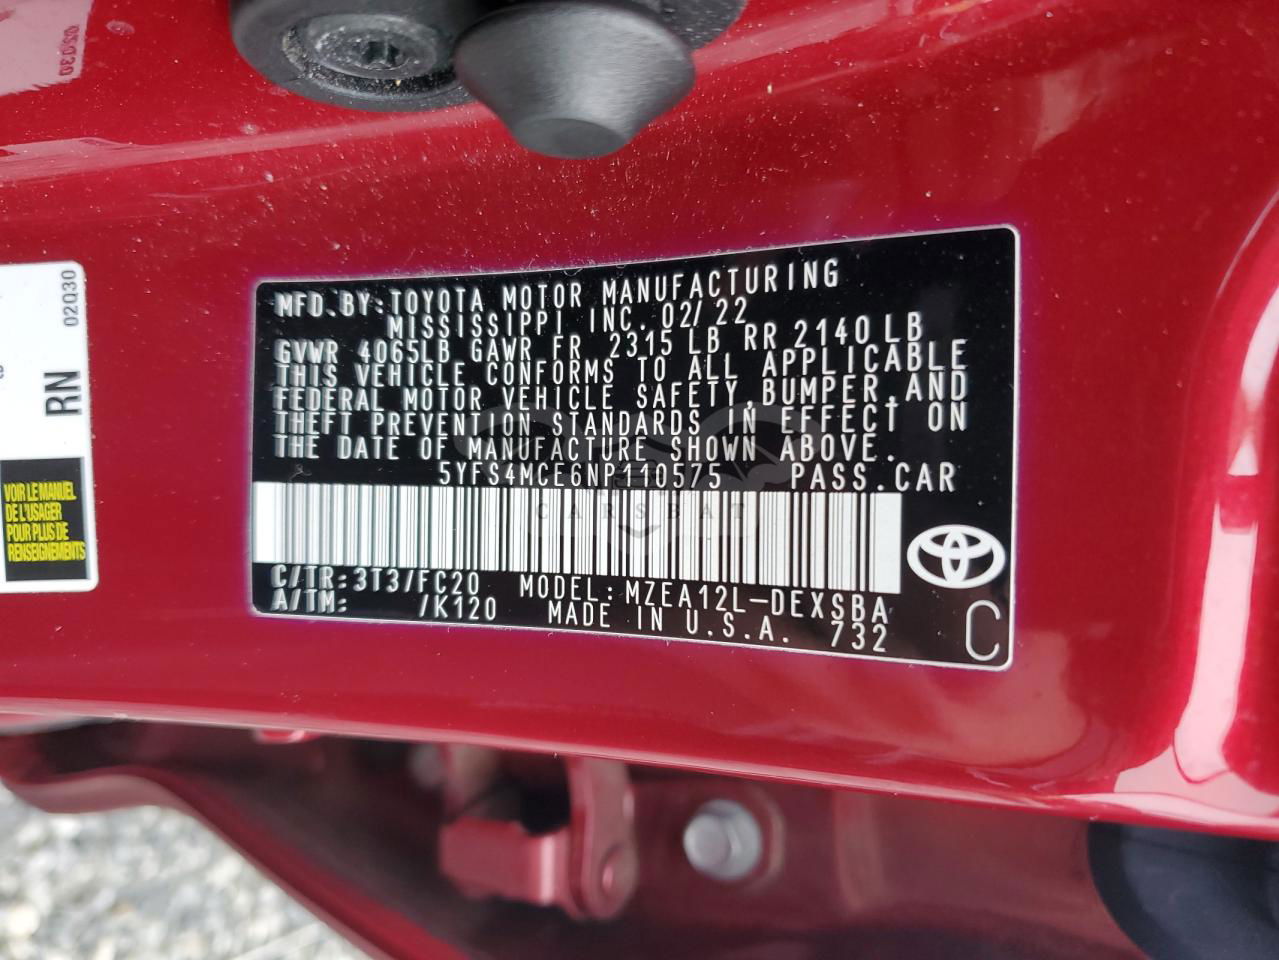 MFD. BY: TOYOTA MOTOR MANUFACTURING
MISSISSIPPI INC. 02/22
GVWR 4065LB GAWR FR 2315 LB RR 2140 LB
THIS VEHICLE CONFORMS TO ALL APPLICABLE
FEDERAL MOTOR VEHICLE SAFETY, BUMPER, AND
THEFT PREVENTION STANDARDS IN EFFECT ON
THE DATE OF MANUFACTURE SHOWN ABOVE.
5YFS4MCE6NP110575 PASS. CAR
CARSBAT
C/TR: 3T3/FC20 MODEL: MZEA12L-DEXSBA
A/TM: /K120 MADE IN U.S.A. 732
C
RN 02Q30
VOIR LE MANUEL
DE L'USAGER
POUR PLUS DE
RENSEIGNEMENTS